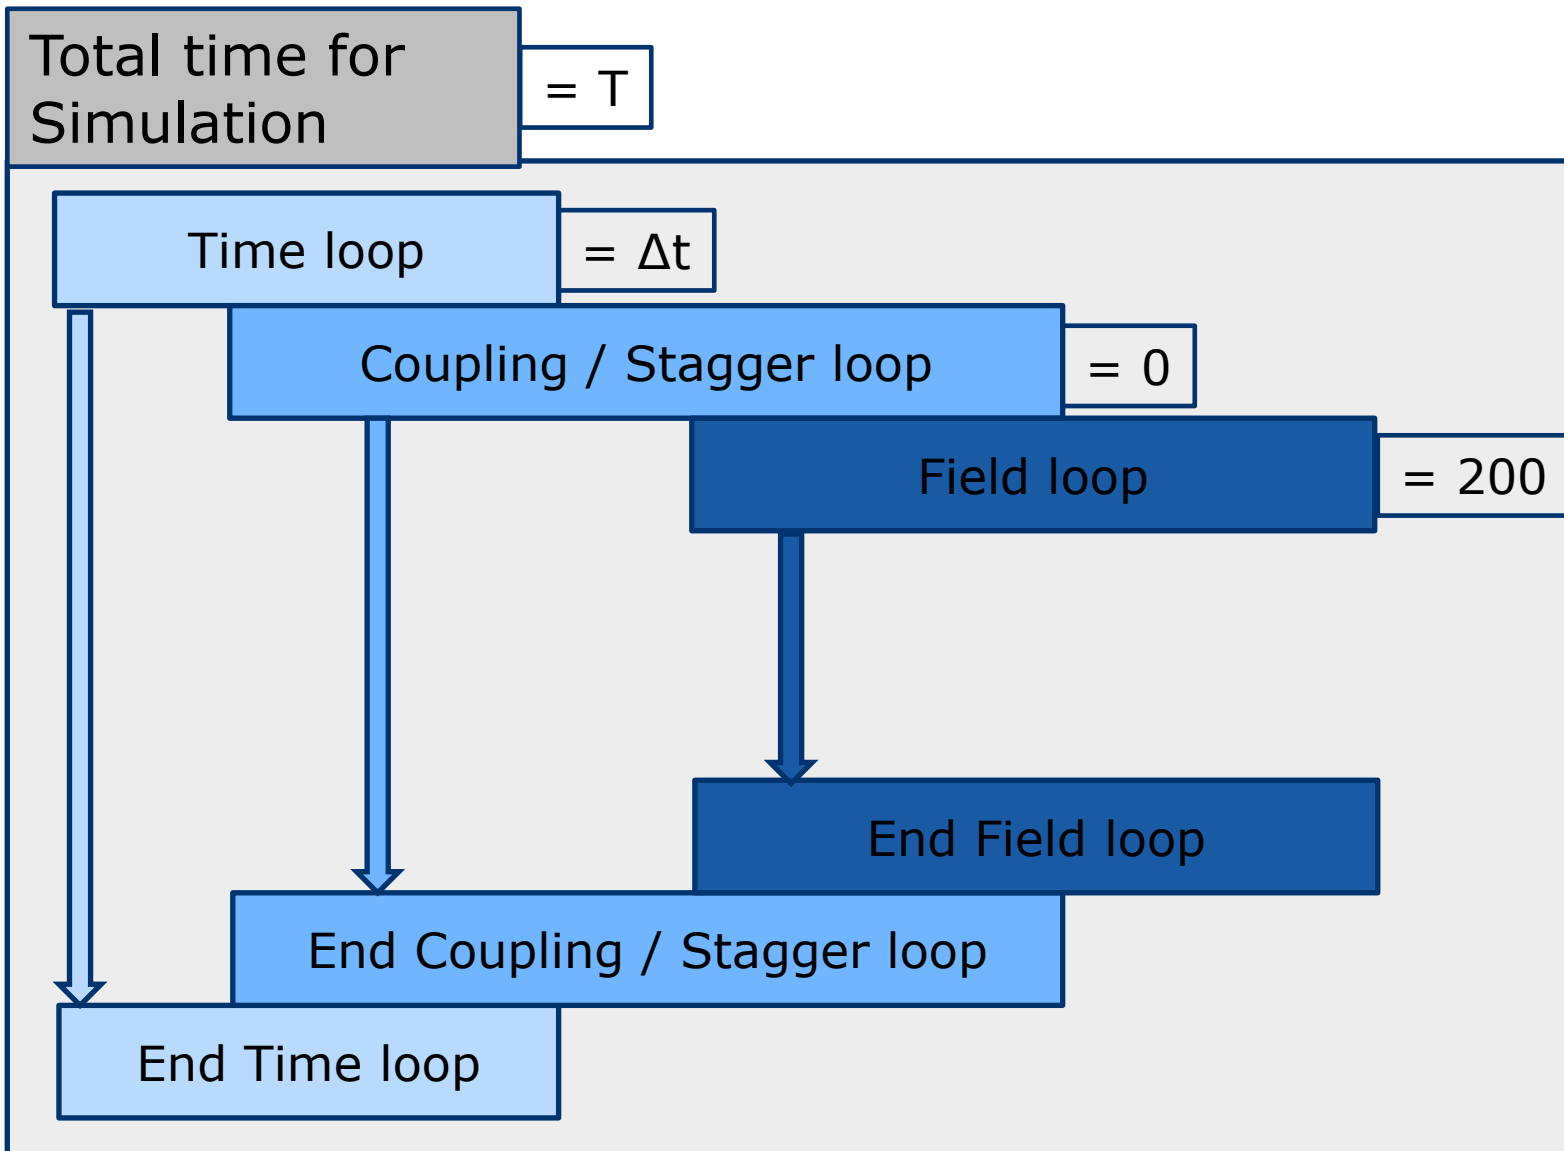 Total time for
Simulation
= T
Time loop
= Δt
Coupling / Stagger loop
= 0
Field loop
= 200
End Field loop
End Coupling / Stagger loop
End Time loop